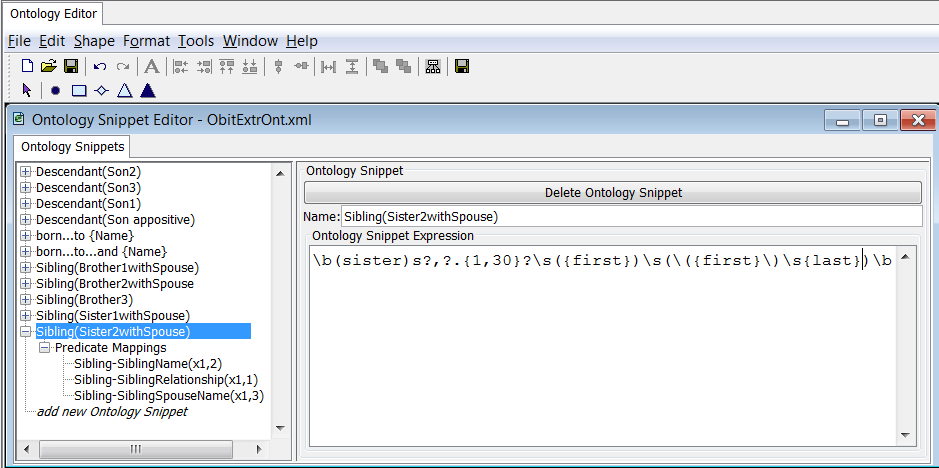 Ontology Editor
File Edit Shape Format Tools Window Help
A
Ontology Snippet Editor - ObitExtrOnt.xml
Ontology Snippets
Descendant(Son2)
Descendant(Son3)
Descendant(Son1)
Descendant(Son appositive)
born...to {Name}
born...to...and {Name}
Sibling(Brother1withSpouse)
Sibling(Brother2withSpouse
Sibling(Brother3)
Sibling(Sister1withSpouse)
Sibling(Sister2withSpouse)
Predicate Mappings
Sibling-SiblingName(x1,2)
Sibling-SiblingRelationship(x1,1)
Sibling-SiblingSpouseName(x1,3)
add new Ontology Snippet
Ontology Snippet
Delete Ontology Snippet
Name: Sibling(Sister2withSpouse)
Ontology Snippet Expression
\b(sister)s?,?.{1,30}?\s({first})\s(\({first}\)\s{last})\b